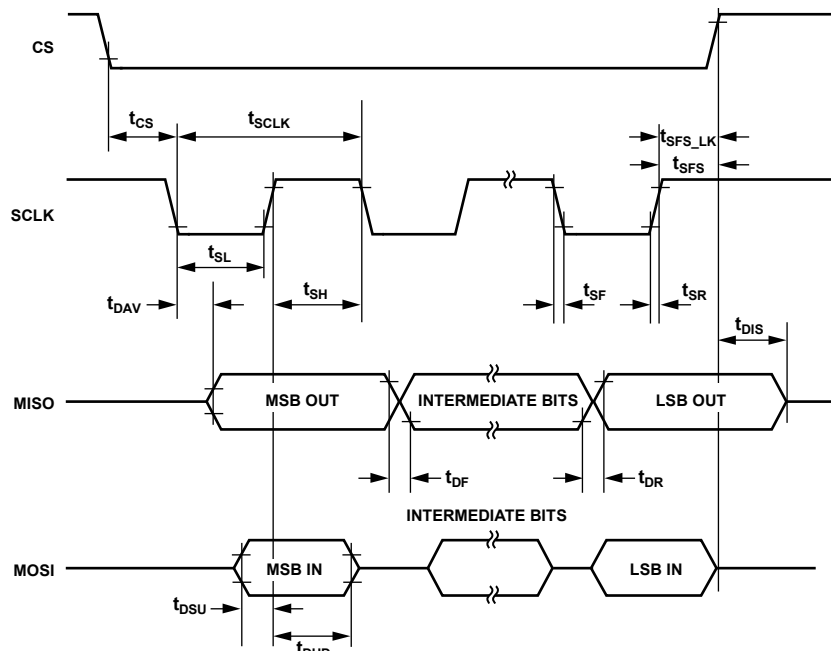 CS
tCS
tSCLK
tSFS_LK
tSFS
SCLK
tSL
tSH
tSF
tSR
tDAV
tDIS
MISO
MSB OUT
INTERMEDIATE BITS
LSB OUT
tDF
tDR
INTERMEDIATE BITS
MOSI
MSB IN
LSB IN
tDSU